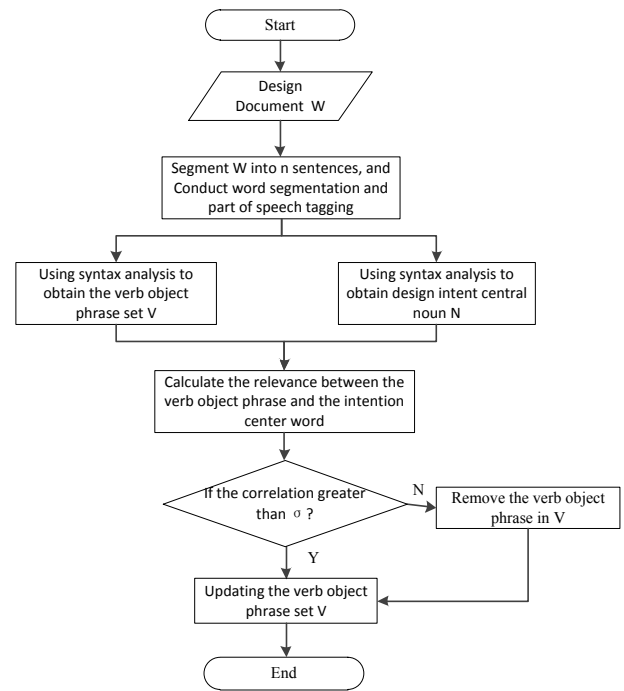 Start
Design
Document W
Segment W into n sentences, and
Conduct word segmentation and
part of speech tagging
Using syntax analysis to
obtain the verb object
phrase set V
Using syntax analysis to
obtain design intent central
noun N
Calculate the relevance between the
verb object phrase and the intention
center word
If the correlation greater
than σ ?
N
Remove the verb object
phrase in V
Y
Updating the verb object
phrase set V
End